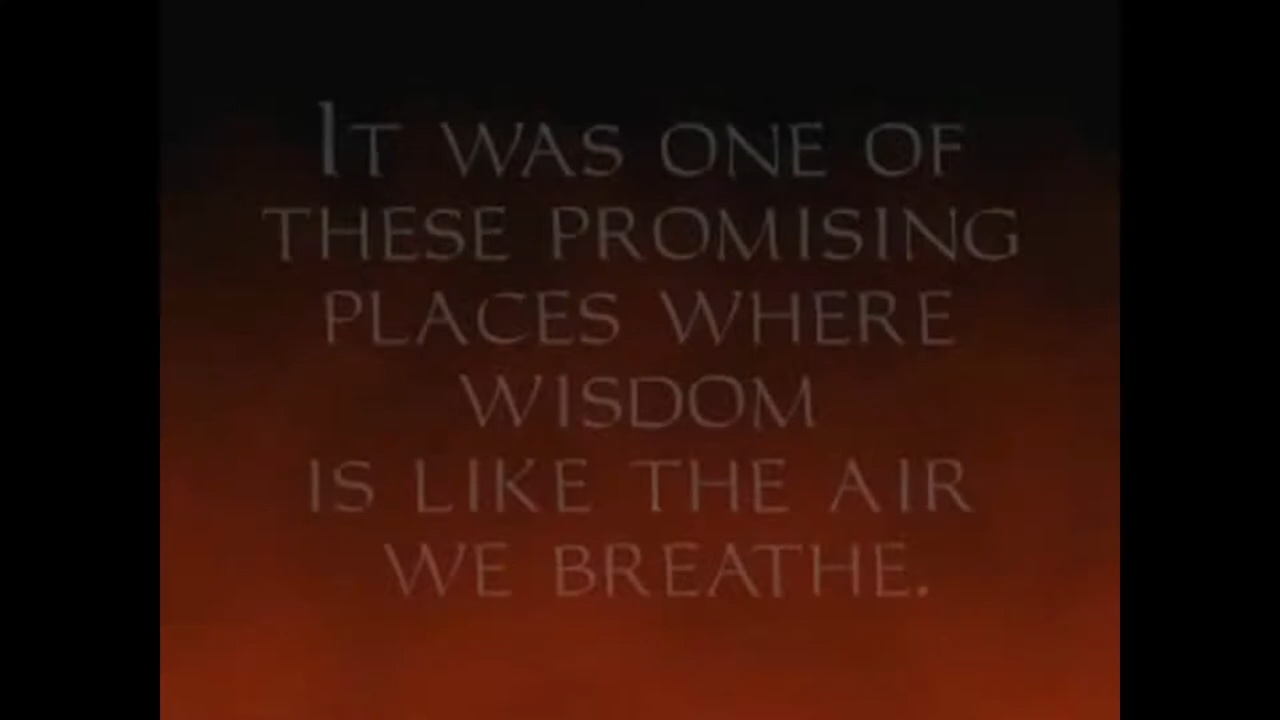 IT WAS ONE OF
THESE PROMISING
PLACES WHERE
WISDOM
IS LIKE THE AIR
WE BREATHE.